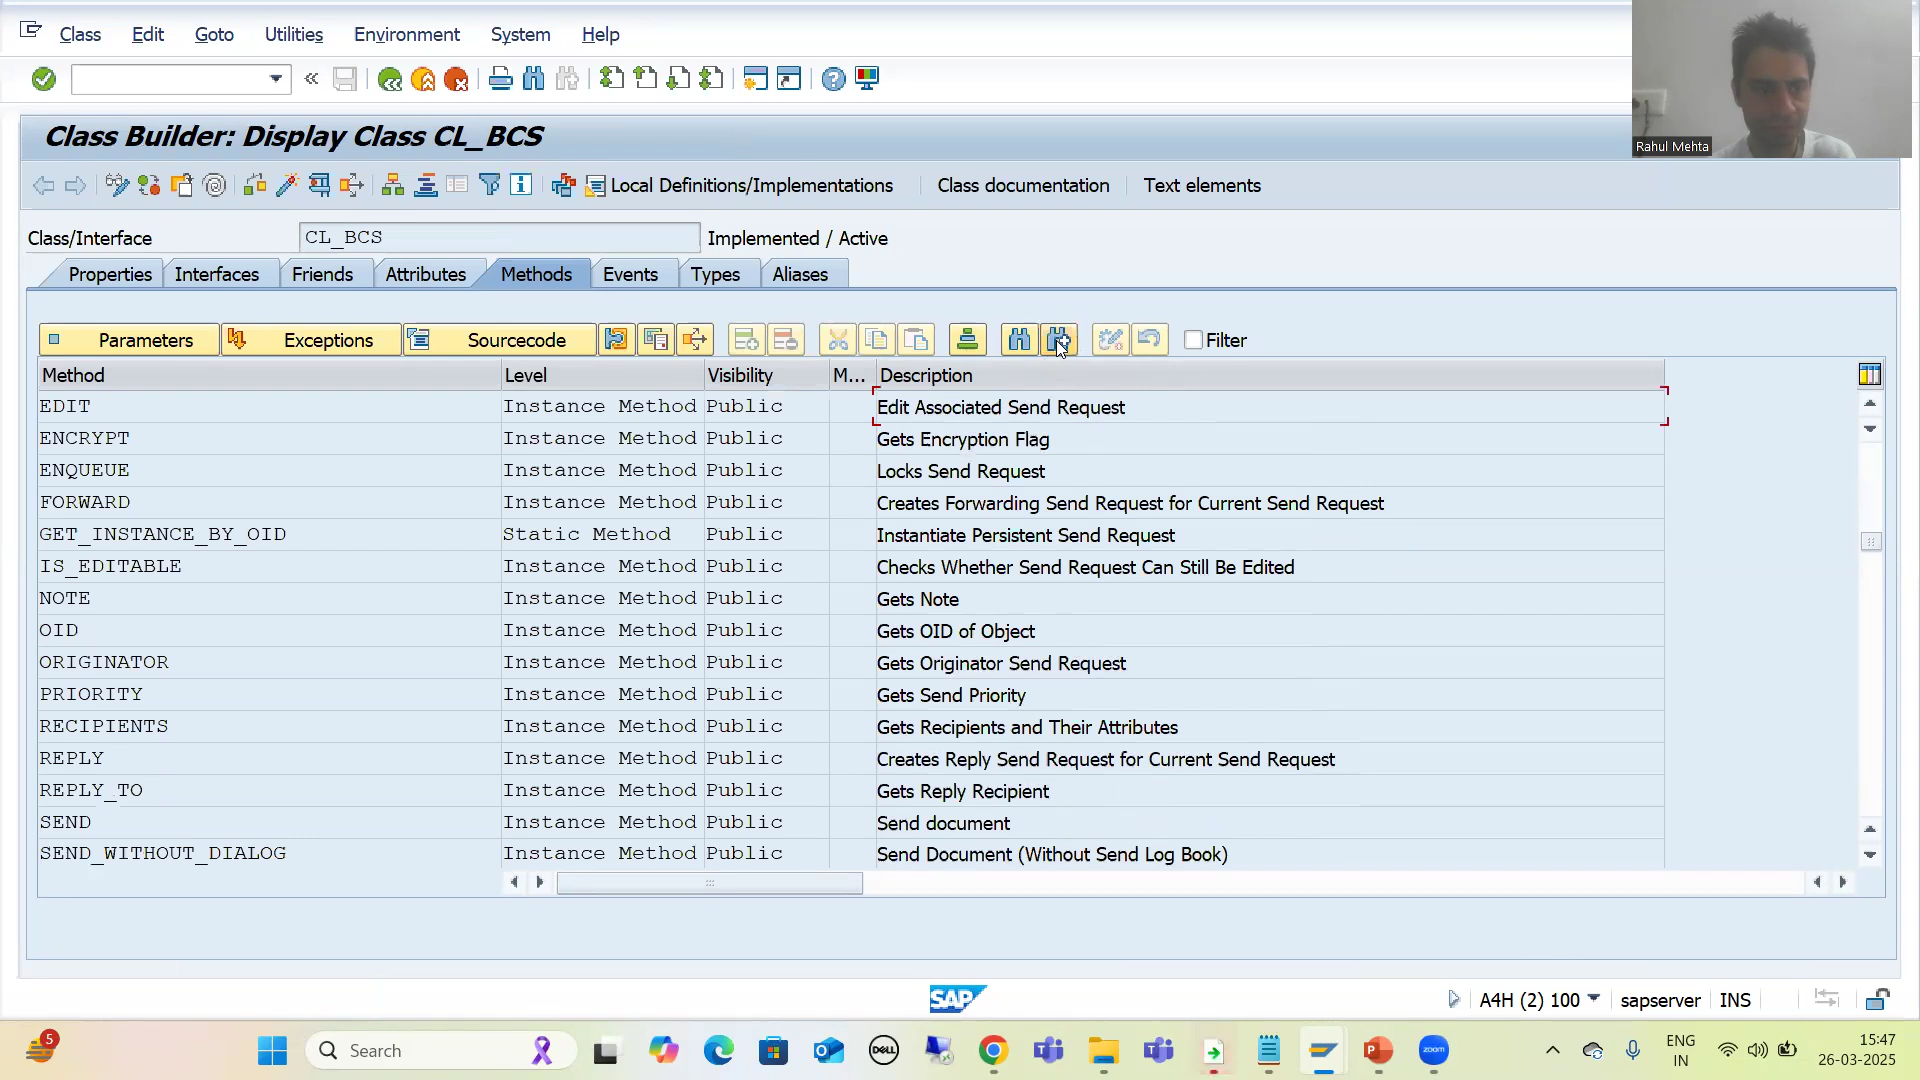 Class Edit Goto Utilities Environment System Help
Rahul Mehta
Class Builder: Display Class CL_BCS
Local Definitions/Implementations Class documentation Text elements
Class/Interface CL_BCS Implemented / Active
Properties Interfaces Friends Attributes Methods Events Types Aliases
Parameters Exceptions Sourcecode Filter
Method Level Visibility M... Description
EDIT Instance Method Public Edit Associated Send Request
ENCRYPT Instance Method Public Gets Encryption Flag
ENQUEUE Instance Method Public Locks Send Request
FORWARD Instance Method Public Creates Forwarding Send Request for Current Send Request
GET_INSTANCE_BY_OID Static Method Public Instantiate Persistent Send Request
IS_EDITABLE Instance Method Public Checks Whether Send Request Can Still Be Edited
NOTE Instance Method Public Gets Note
OID Instance Method Public Gets OID of Object
ORIGINATOR Instance Method Public Gets Originator Send Request
PRIORITY Instance Method Public Gets Send Priority
RECIPIENTS Instance Method Public Gets Recipients and Their Attributes
REPLY Instance Method Public Creates Reply Send Request for Current Send Request
REPLY_TO Instance Method Public Gets Reply Recipient
SEND Instance Method Public Send document
SEND_WITHOUT_DIALOG Instance Method Public Send Document (Without Send Log Book)
SAP A4H (2) 100 sapserver INS
5 Search DELL zoom ENG 15:47
IN 26-03-2025